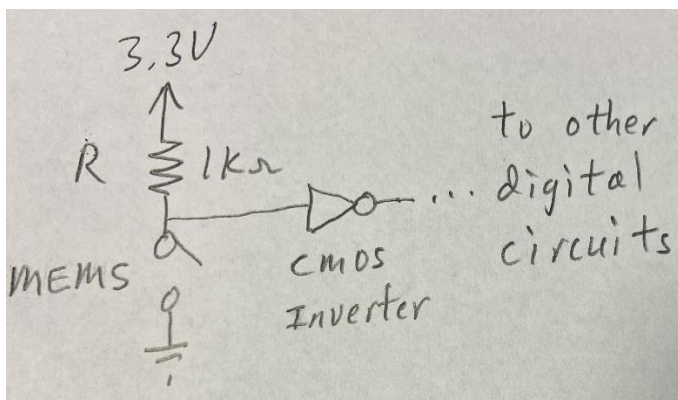 3.3V
R 1KΩ
to other
... digital
circuits
MEMS
CMOS
Inverter